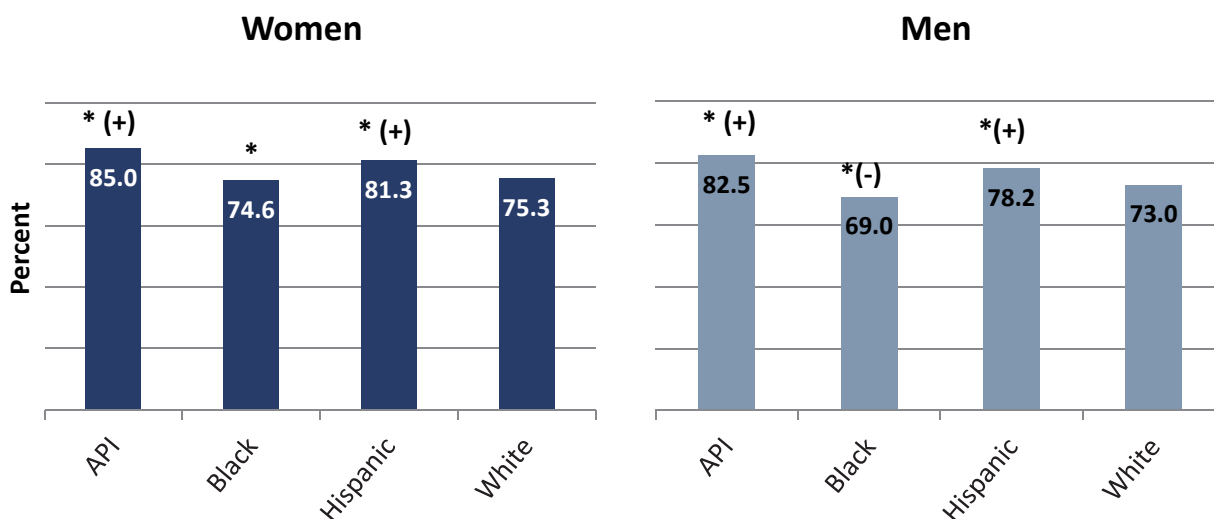 Women
Percent
* (+)
*
* (+)
85.0
74.6
81.3
75.3
API
Black
Hispanic
White
Men
* (+)
*(-)
*(+)
82.5
69.0
78.2
73.0
API
Black
Hispanic
White